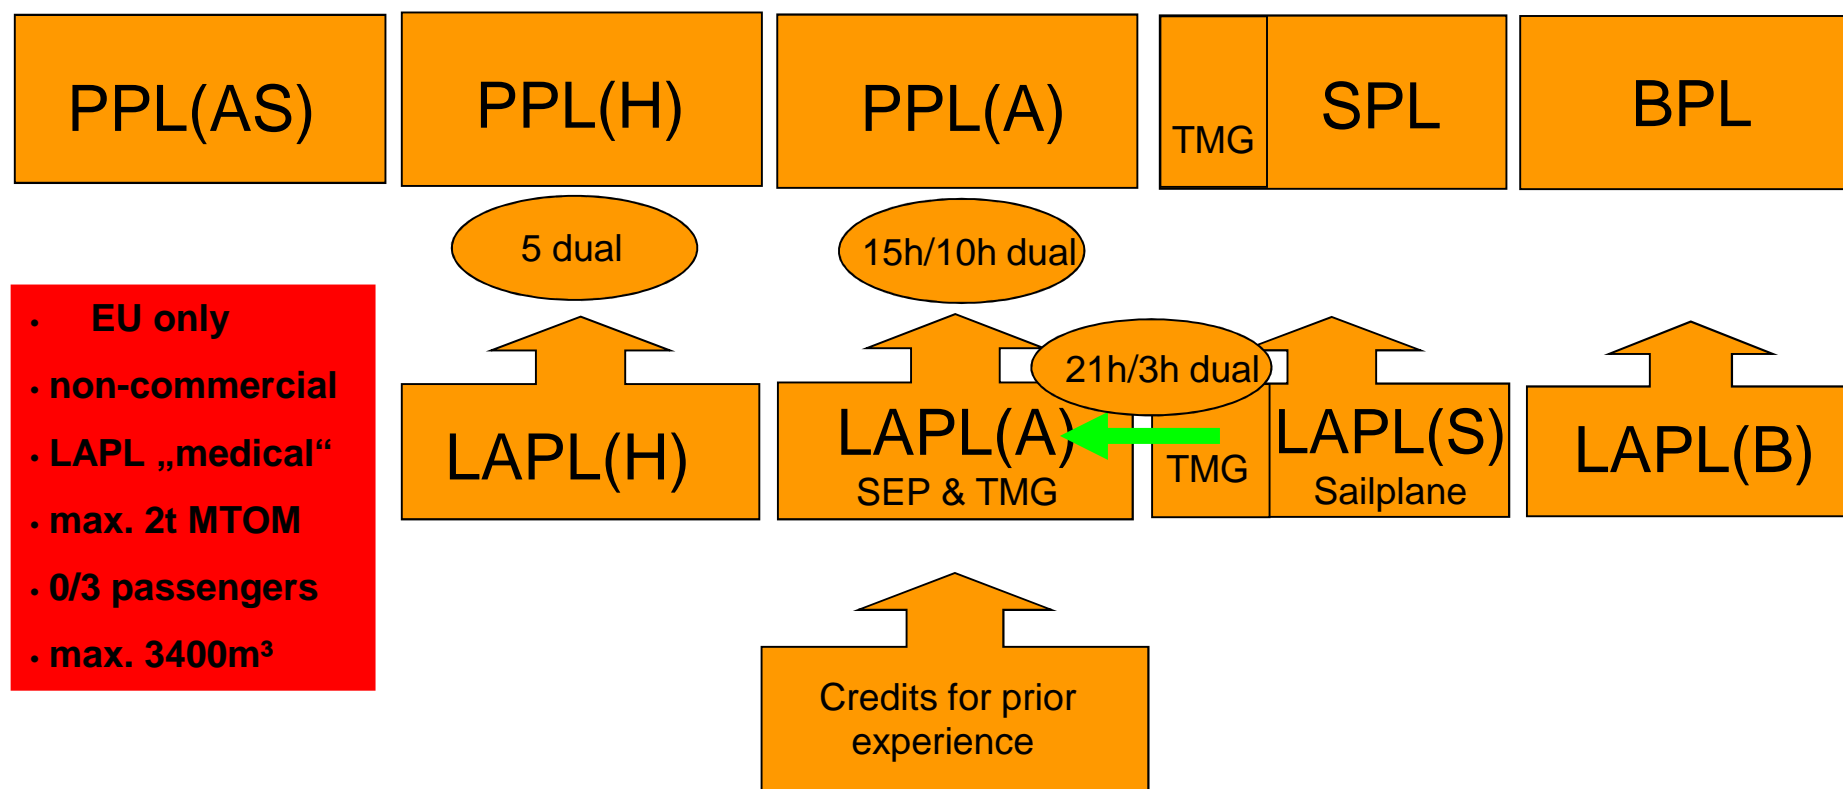 PPL(AS)
PPL(H)
PPL(A)
TMG
SPL
BPL
5 dual
15h/10h dual
21h/3h dual
• EU only
• non-commercial
• LAPL „medical“
• max. 2t MTOM
• 0/3 passengers
• max. 3400m³
LAPL(H)
LAPL(A)
SEP & TMG
TMG
LAPL(S)
Sailplane
LAPL(B)
Credits for prior
experience